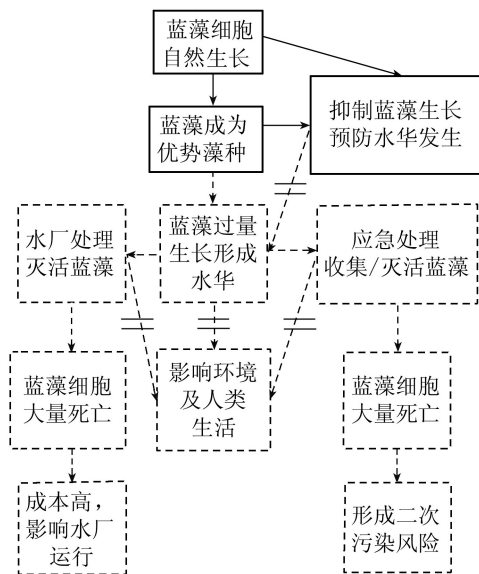 蓝藻细胞
自然生长
抑制蓝藻生长
预防水华发生
蓝藻成为
优势藻种
水厂处理
灭活蓝藻
蓝藻过量
生长形成
水华
应急处理
收集/灭活蓝藻
蓝藻细胞
大量死亡
影响环境
及人类
生活
蓝藻细胞
大量死亡
成本高，
影响水厂
运行
形成二次
污染风险